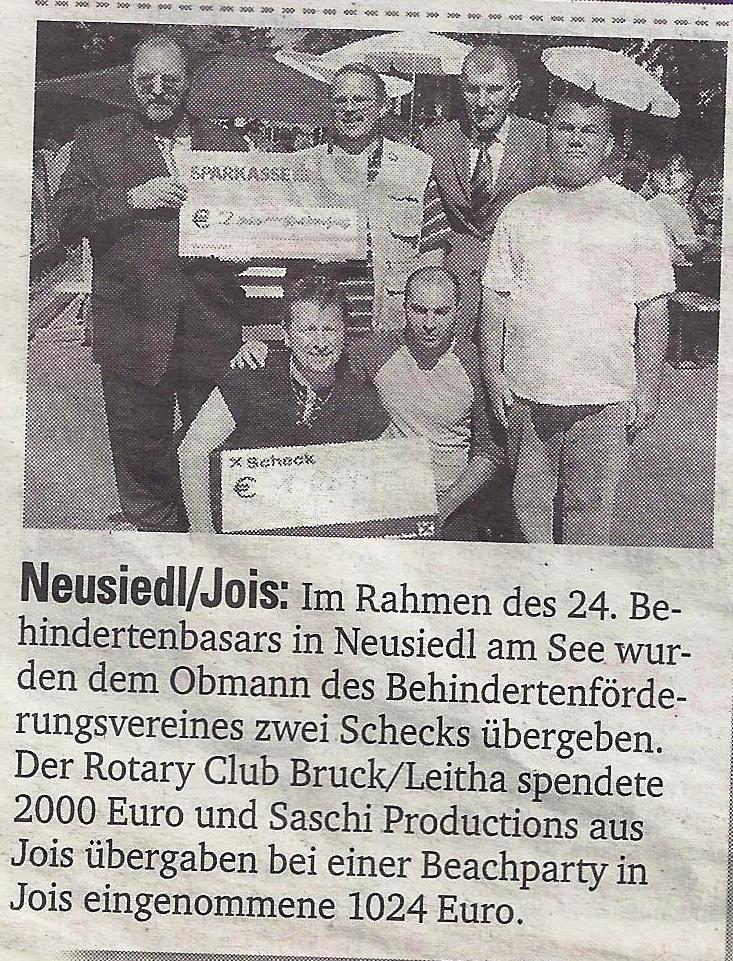 SPARKASSE
€ 2
X Scheck
€ 1
Neusiedl/Jois: Im Rahmen des 24. Be-
hindertenbasars in Neusiedl am See wur-
den dem Obmann des Behindertenförde-
rungsvereines zwei Schecks übergeben.
Der Rotary Club Bruck/Leitha spendete
2000 Euro und Saschi Productions aus
Jois übergaben bei einer Beachparty in
Jois eingenommene 1024 Euro.